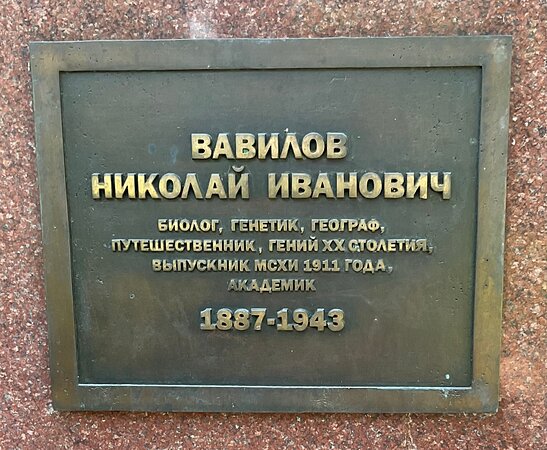 ВАВИЛОВ
НИКОЛАЙ ИВАНОВИЧ
БИОЛОГ, ГЕНЕТИК, ГЕОГРАФ,
ПУТЕШЕСТВЕННИК, ГЕНИЙ XX СТОЛЕТИЯ,
ВЫПУСКНИК МСХИ 1911 ГОДА,
АКАДЕМИК
1887-1943